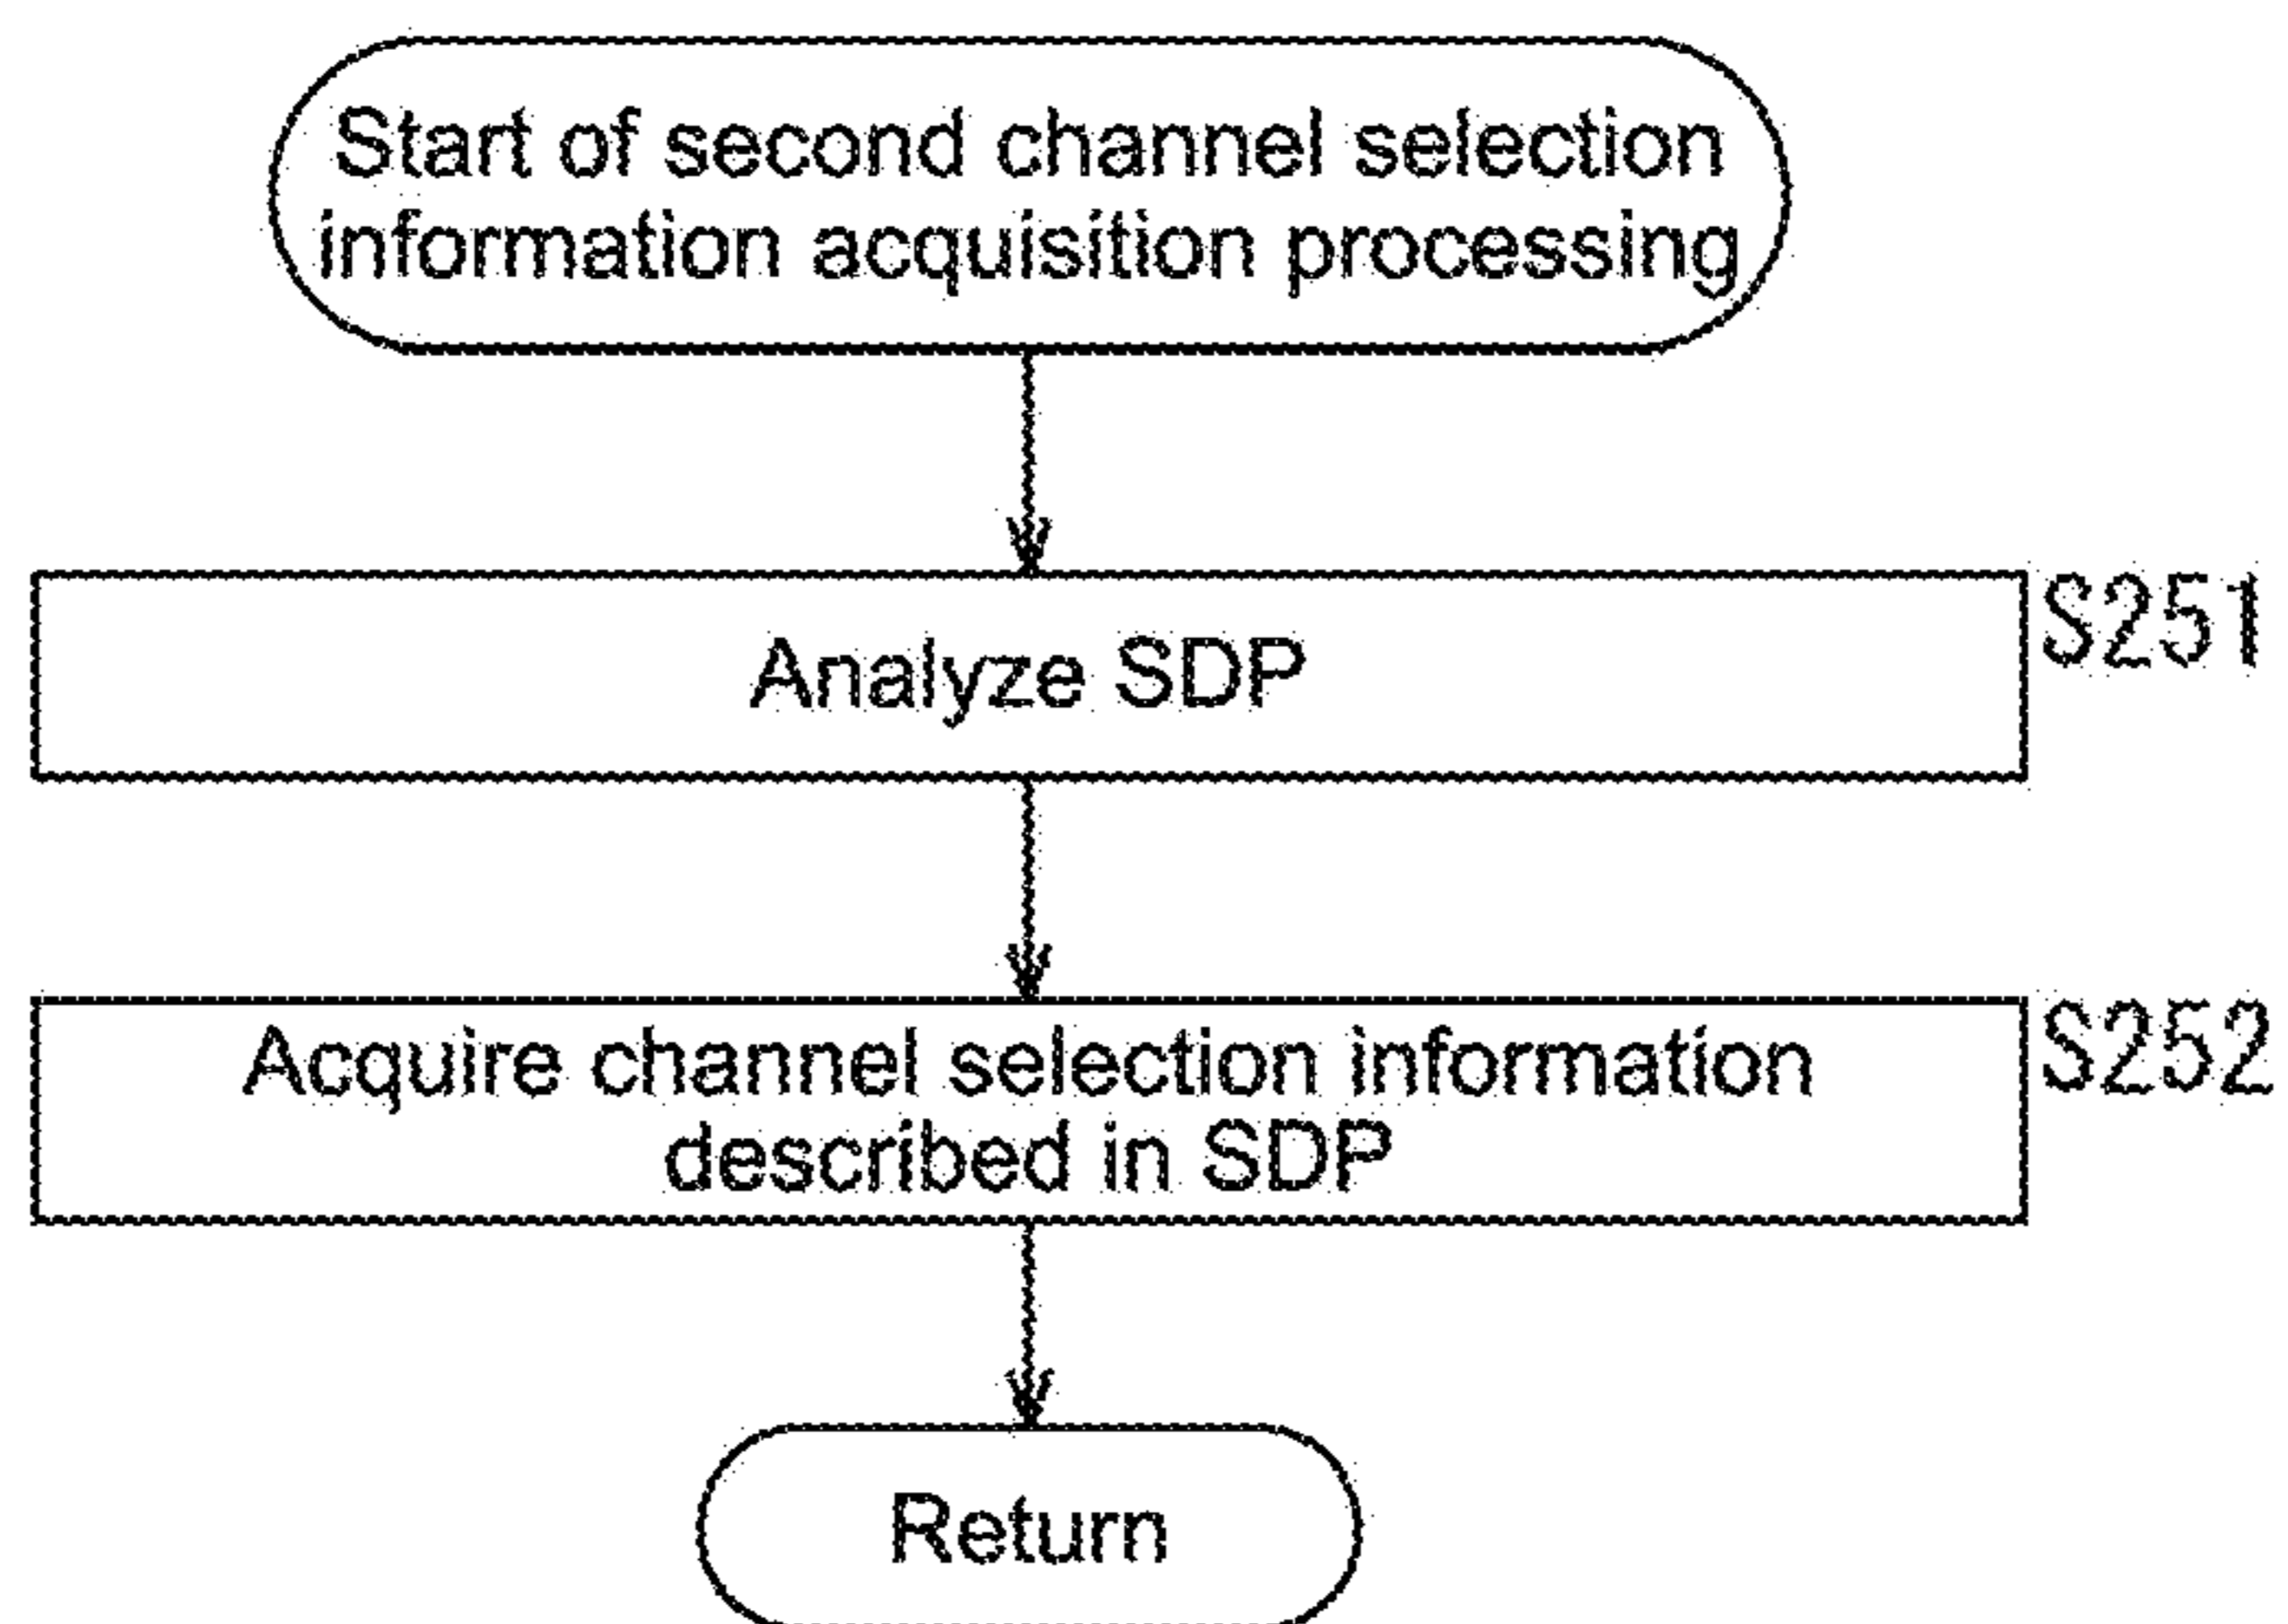 Start of second channel selection
information acquisition processing
Analyze SDP
S251
Acquire channel selection information
described in SDP
S252
Return